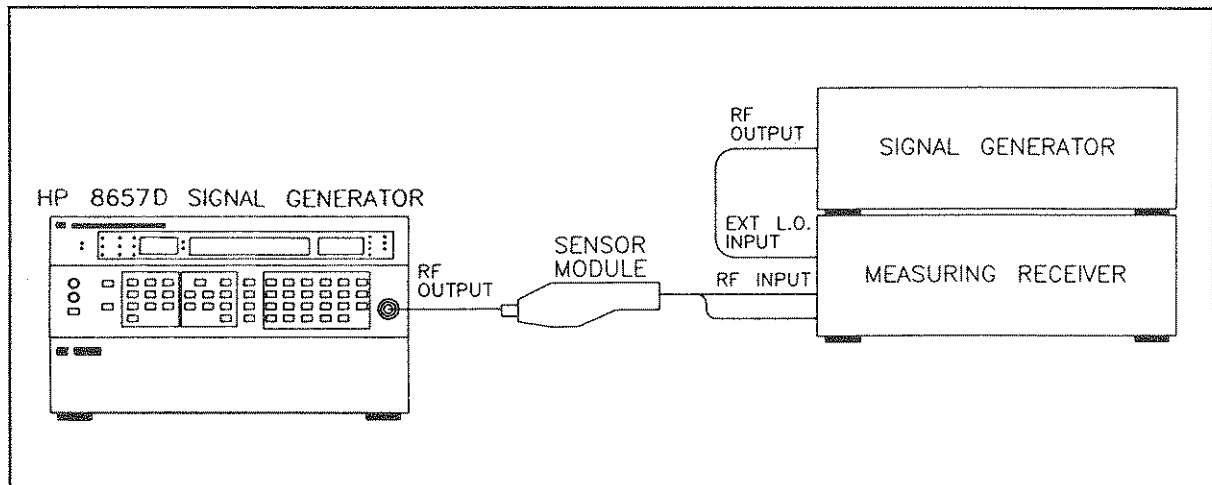 HP 8657D SIGNAL GENERATOR
RF
OUTPUT
SENSOR
MODULE
RF
OUTPUT
EXT L.O.
INPUT
RF INPUT
SIGNAL GENERATOR
MEASURING RECEIVER